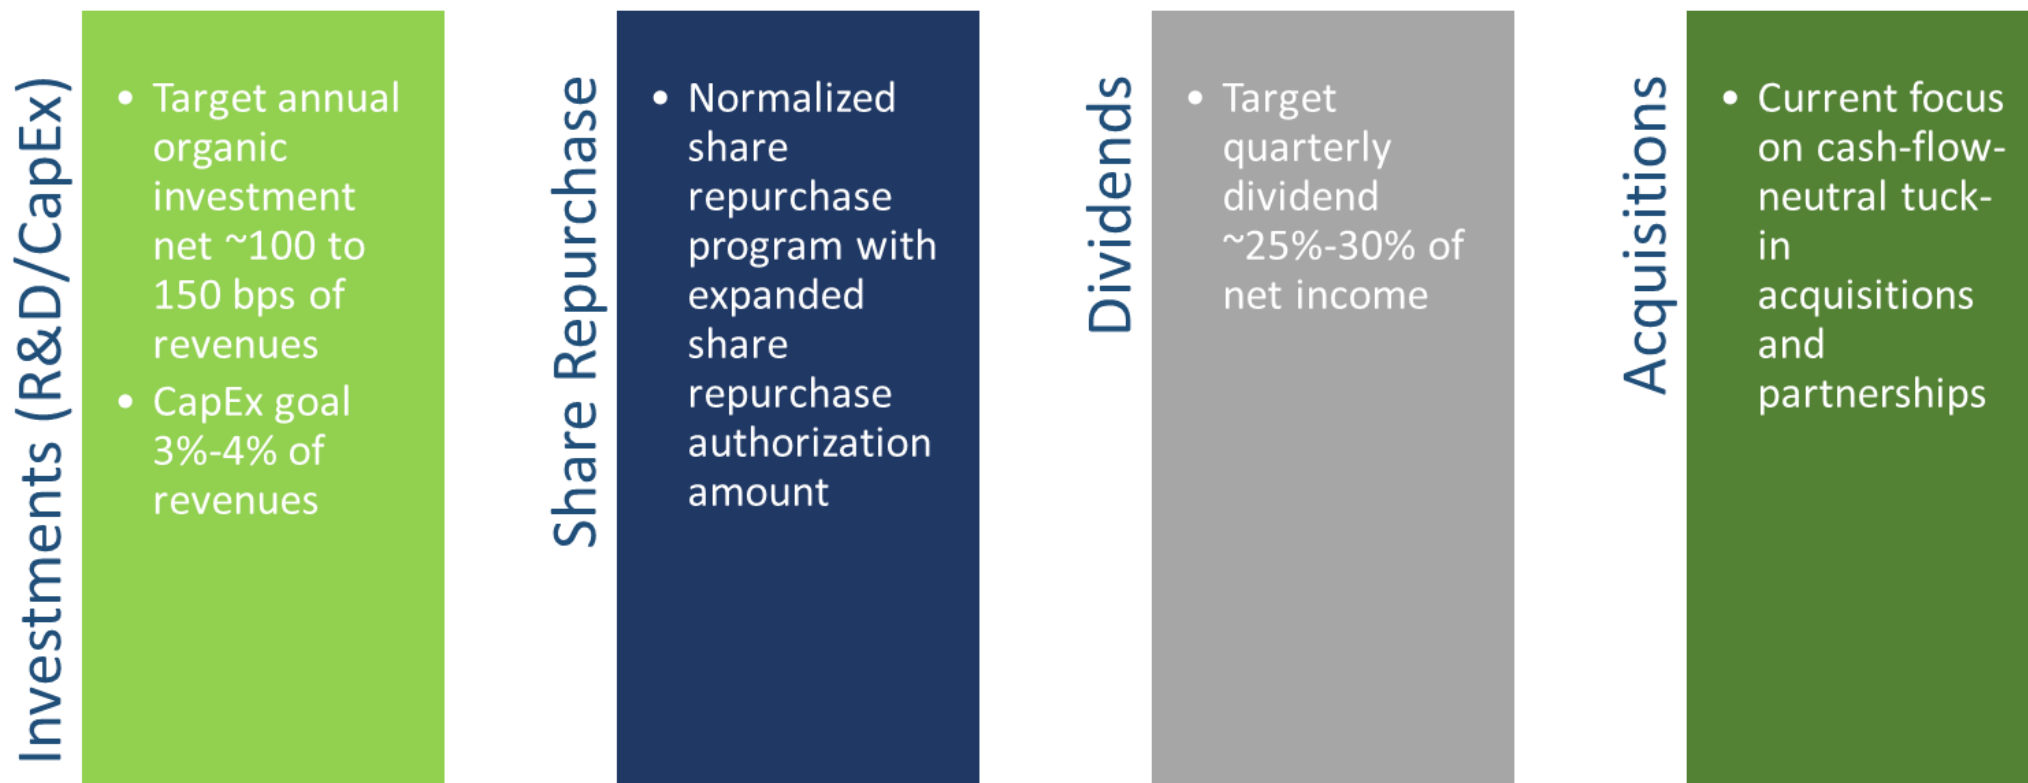 Investments (R&D/CapEx)
• Target annual
organic
investment
net ~100 to
150 bps of
revenues
• CapEx goal
3%-4% of
revenues
Share Repurchase
• Normalized
share
repurchase
program with
expanded
share
repurchase
authorization
amount
Dividends
• Target
quarterly
dividend
~25%-30% of
net income
Acquisitions
• Current focus
on cash-flow-
neutral tuck-
in
acquisitions
and
partnerships